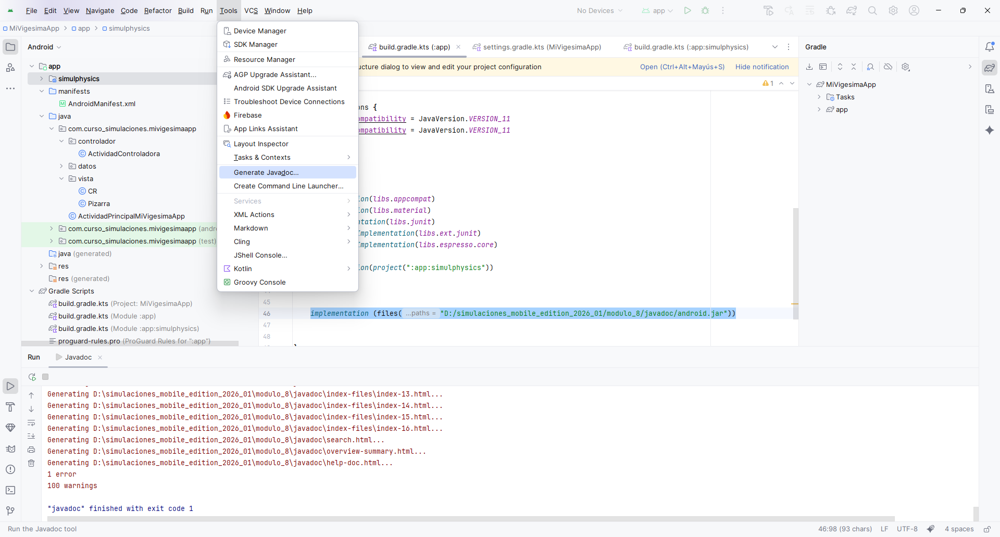 File Edit View Navigate Code Refactor Build Run Tools VCS Window Help
No Devices
app
MiVigesimaApp > app > simulphysics
Android
app
simulphysics
manifests
AndroidManifest.xml
java
com.curso_simulaciones.mivigesimaapp
controlador
ActividadControladora
datos
vista
CR
Pizarra
ActividadPrincipalMiVigesimaApp
com.curso_simulaciones.mivigesimaapp (andro
com.curso_simulaciones.mivigesimaapp (test)
java (generated)
res
res (generated)
Gradle Scripts
build.gradle.kts (Project: MiVigesimaApp)
build.gradle.kts (Module :app)
build.gradle.kts (Module :app:simulphysics)
proguard-rules.pro (ProGuard Rules for ":app")
Device Manager
SDK Manager
Resource Manager
AGP Upgrade Assistant...
Android SDK Upgrade Assistant
Troubleshoot Device Connections
Firebase
App Links Assistant
Layout Inspector
Tasks & Contexts
Generate Javadoc...
Create Command Line Launcher...
Services
XML Actions
Markdown
Cling
JShell Console...
Kotlin
Groovy Console
build.gradle.kts (:app)
settings.gradle.kts (MiVigesimaApp)
build.gradle.kts (:app:simulphysics)
ucture dialog to view and edit your project configuration
Open (Ctrl+Alt+Mayús+S)
Hide notification
1
ons {
ompatibility = JavaVersion.VERSION_11
ompatibility = JavaVersion.VERSION_11
ion(libs.appcompat)
ion(libs.material)
ntation(libs.junit)
Implementation(libs.ext.junit)
Implementation(libs.espresso.core)
ion(project(":app:simulphysics"))
45
46 implementation (files( ...paths = "D:/simulaciones_mobile_edition_2026_01/modulo_8/javadoc/android.jar"))
47
48
Gradle
MiVigesimaApp
Tasks
app
Run
Javadoc
Generating D:\simulaciones_mobile_edition_2026_01\modulo_8\javadoc\index-files\index-13.html...
Generating D:\simulaciones_mobile_edition_2026_01\modulo_8\javadoc\index-files\index-14.html...
Generating D:\simulaciones_mobile_edition_2026_01\modulo_8\javadoc\index-files\index-15.html...
Generating D:\simulaciones_mobile_edition_2026_01\modulo_8\javadoc\index-files\index-16.html...
Generating D:\simulaciones_mobile_edition_2026_01\modulo_8\javadoc\search.html...
Generating D:\simulaciones_mobile_edition_2026_01\modulo_8\javadoc\overview-summary.html...
Generating D:\simulaciones_mobile_edition_2026_01\modulo_8\javadoc\help-doc.html...
1 error
100 warnings
"javadoc" finished with exit code 1
Run the Javadoc tool
46:98 (93 chars) LF UTF-8 4 spaces